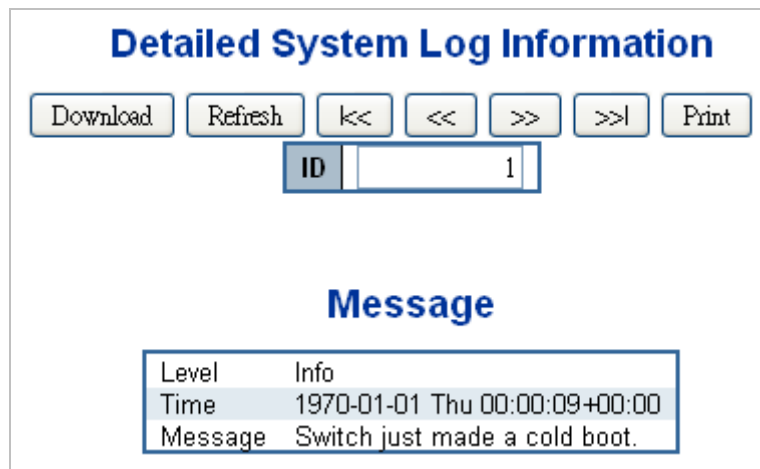 Detailed System Log Information
Download Refresh |<< << >> >>| Print
ID 1
Message
Level Info
Time 1970-01-01 Thu 00:00:09+00:00
Message Switch just made a cold boot.